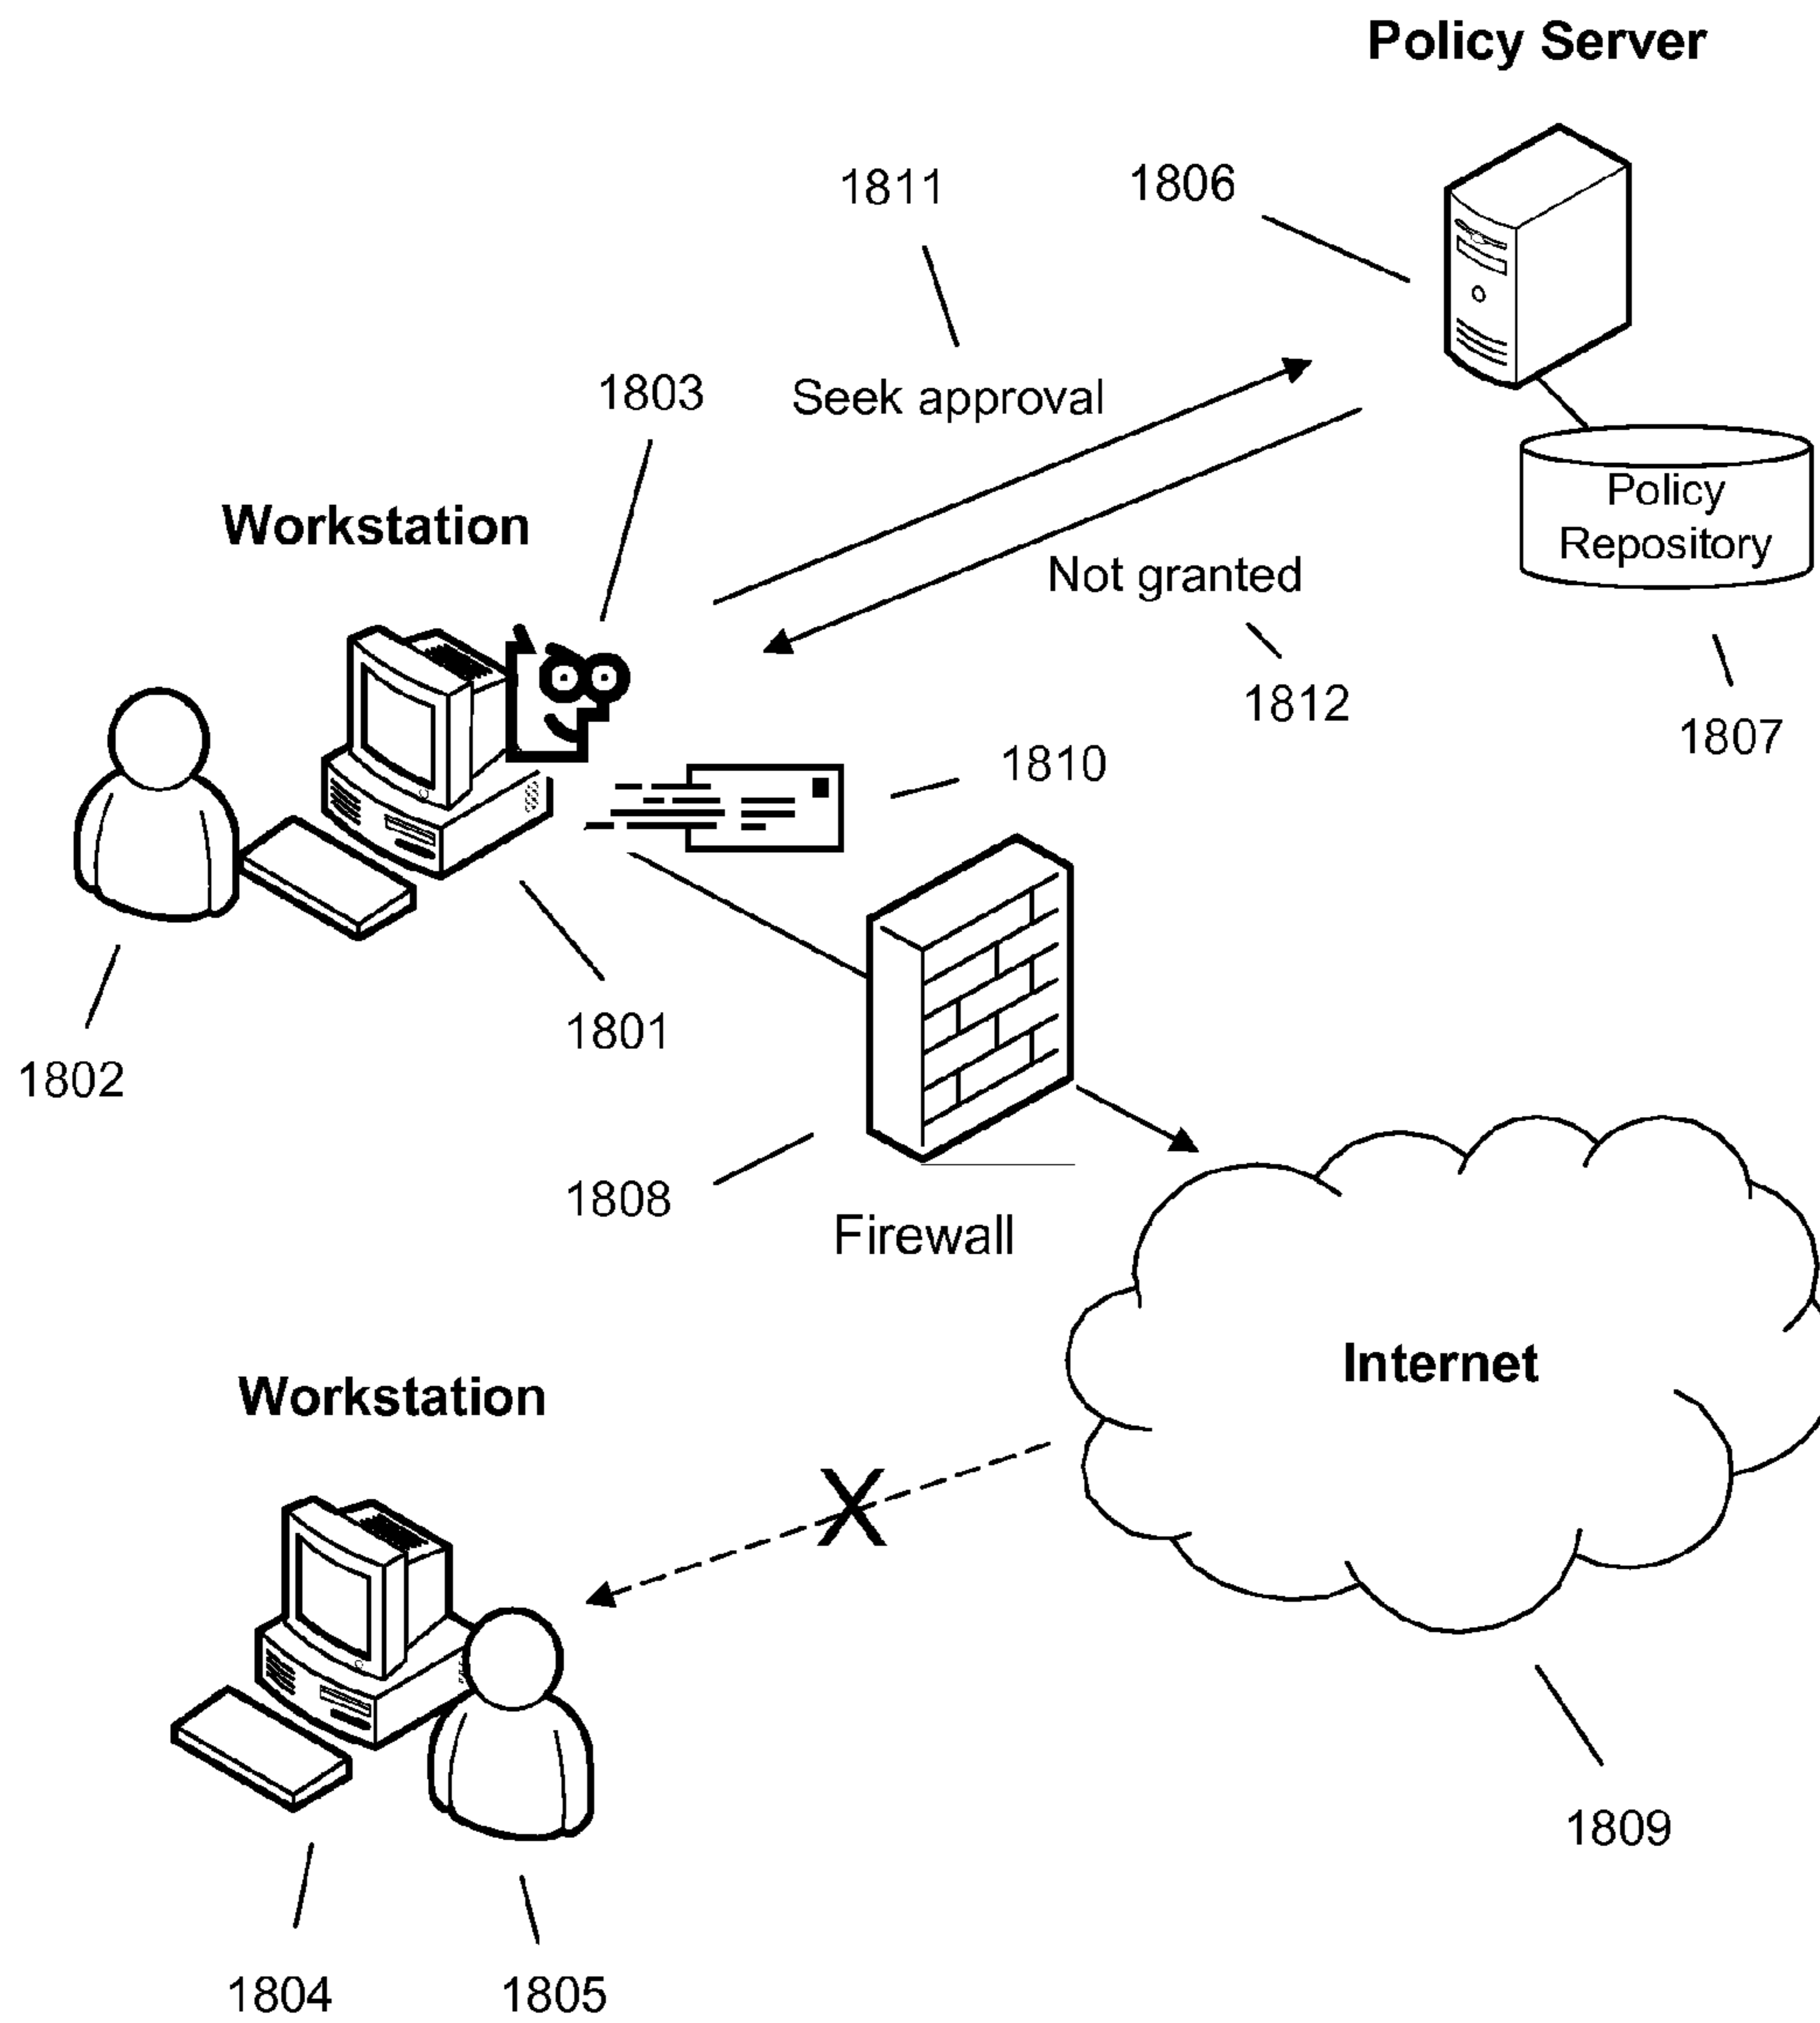 Policy Server
1811
1806
1803
Seek approval
Workstation
Policy
Repository
Not granted
1812
1807
1810
1801
1802
1808
Firewall
Internet
Workstation
X
1809
1804
1805